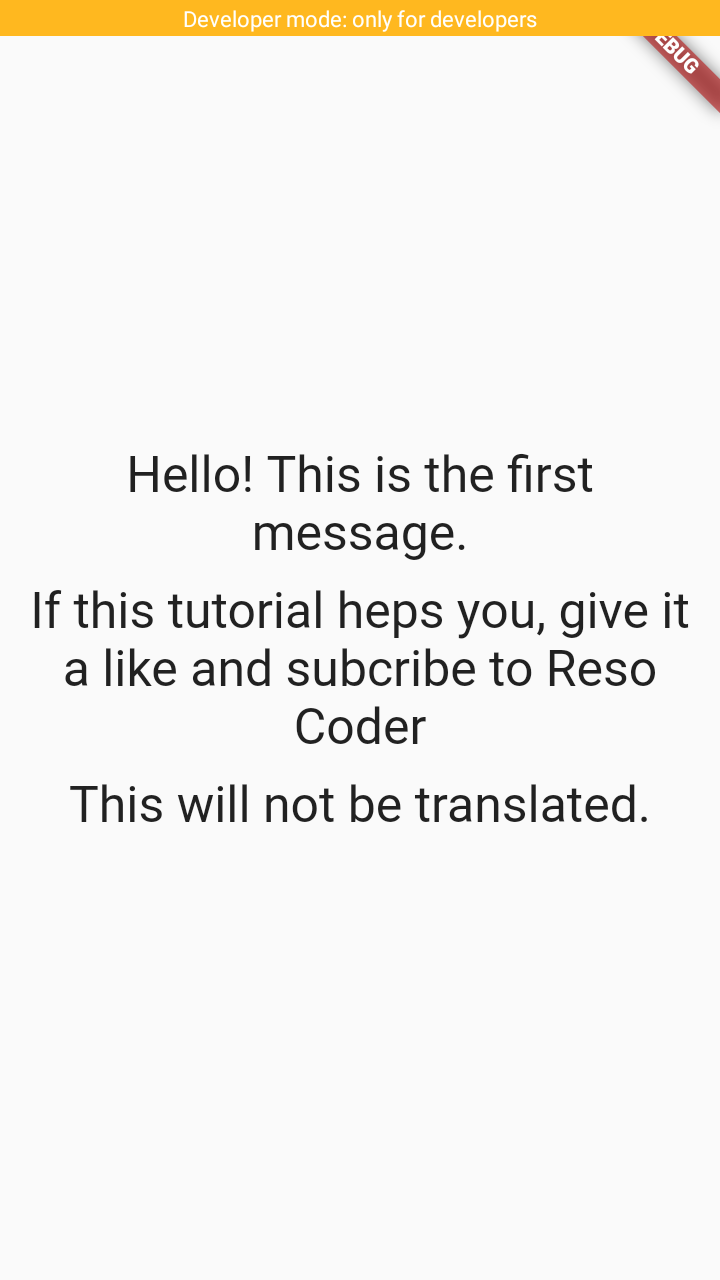 Developer mode: only for developers
EBUG
Hello! This is the first
message.
If this tutorial heps you, give it
a like and subcribe to Reso
Coder
This will not be translated.